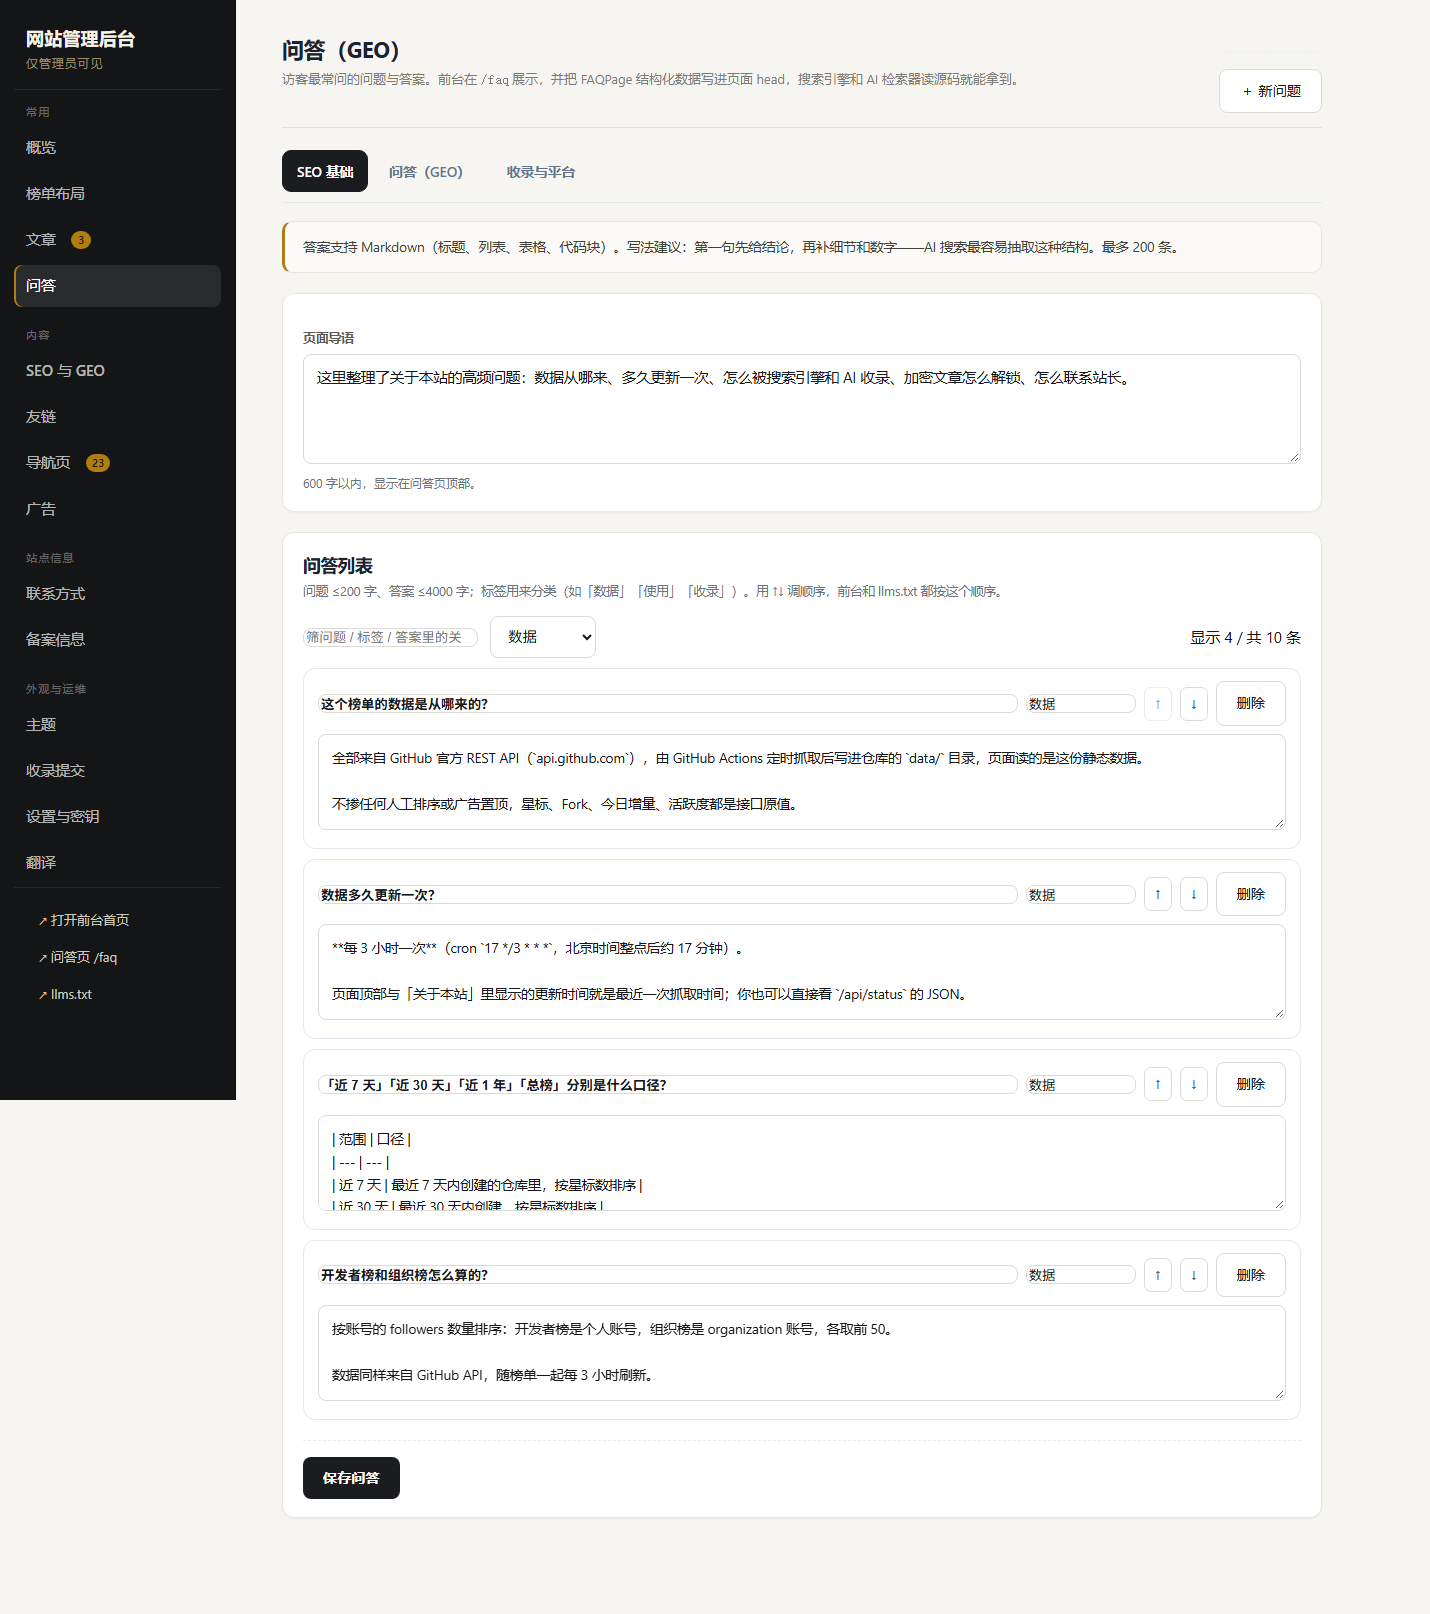 网站管理后台
仅管理员可见
常用
概览
榜单布局
文章 3
问答
内容
SEO 与 GEO
友链
导航页 23
广告
站点信息
联系方式
备案信息
外观与运维
主题
收录提交
设置与密钥
翻译
↗ 打开前台首页
↗ 问答页 /faq
↗ llms.txt
问答（GEO）
访客最常问的问题与答案。前台在 /faq 展示，并把 FAQPage 结构化数据写进页面 head，搜索引擎和 AI 检索器读源码就能拿到。
＋ 新问题
SEO 基础 问答（GEO） 收录与平台
答案支持 Markdown（标题、列表、表格、代码块）。写法建议：第一句先给结论，再补细节和数字——AI 搜索最容易抽取这种结构。最多 200 条。
页面导语
这里整理了关于本站的高频问题：数据从哪来、多久更新一次、怎么被搜索引擎和 AI 收录、加密文章怎么解锁、怎么联系站长。
600 字以内，显示在问答页顶部。
问答列表
问题 ≤200 字、答案 ≤4000 字；标签用来分类（如「数据」「使用」「收录」）。用 ↑↓ 调顺序，前台和 llms.txt 都按这个顺序。
筛问题 / 标签 / 答案里的关 数据 显示 4 / 共 10 条
这个榜单的数据是从哪来的？ 数据 ↑ ↓ 删除
全部来自 GitHub 官方 REST API（`api.github.com`），由 GitHub Actions 定时抓取后写进仓库的 `data/` 目录，页面读的是这份静态数据。
不掺任何人工排序或广告置顶，星标、Fork、今日增量、活跃度都是接口原值。
数据多久更新一次？ 数据 ↑ ↓ 删除
**每 3 小时一次**（cron `17 */3 * * *`，北京时间整点后约 17 分钟）。
页面顶部与「关于本站」里显示的更新时间就是最近一次抓取时间；你也可以直接看 `/api/status` 的 JSON。
「近 7 天」「近 30 天」「近 1 年」「总榜」分别是什么口径？ 数据 ↑ ↓ 删除
| 范围 | 口径 |
| --- | --- |
| 近 7 天 | 最近 7 天内创建的仓库里，按星标数排序 |
| 近 30 天 | 最近 30 天内创建，按星标数排序 |
开发者榜和组织榜怎么算的？ 数据 ↑ ↓ 删除
按账号的 followers 数量排序：开发者榜是个人账号，组织榜是 organization 账号，各取前 50。
数据同样来自 GitHub API，随榜单一起每 3 小时刷新。
保存问答